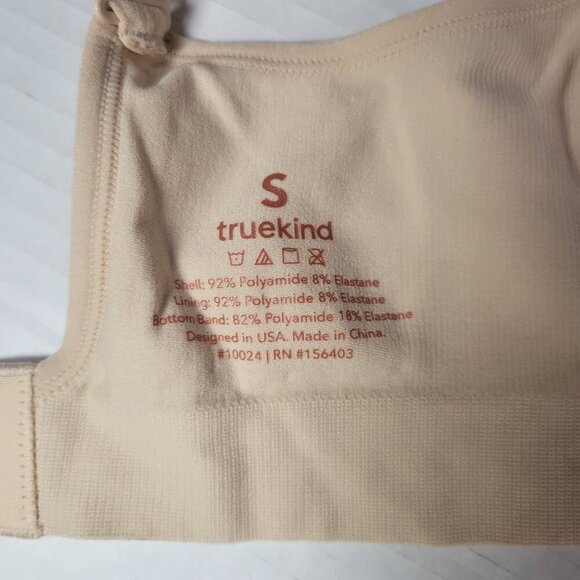 S
truekind
Shell: 92% Polyamide 8% Elastane
Lining: 92% Polyamide 8% Elastane
Bottom Band: 82% Polyamide 18% Elastane
Designed in USA. Made in China.
#10024 | RN #156403